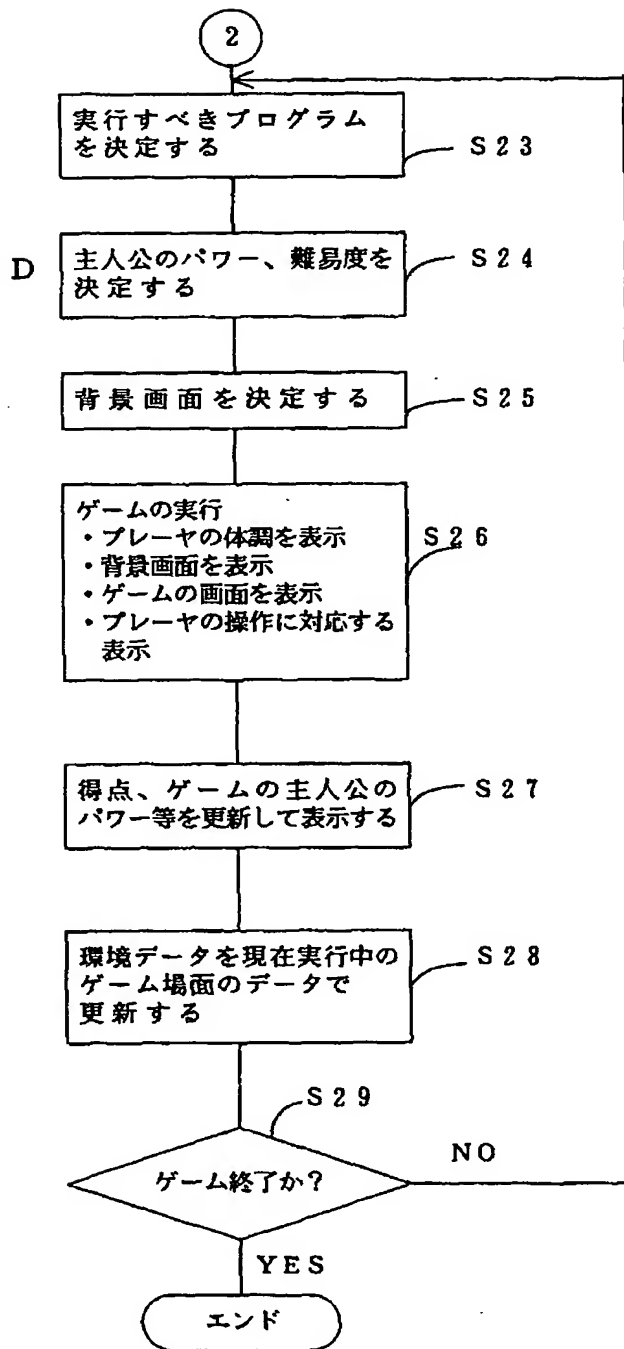 2
実行すべきプログラム
を決定する
S23
D
主人公のパワー、難易度を
決定する
S24
背景画面を決定する
S25
ゲームの実行
・プレーヤの体調を表示
・背景画面を表示
・ゲームの画面を表示
・プレーヤの操作に対応する
表示
S26
得点、ゲームの主人公の
パワー等を更新して表示する
S27
環境データを現在実行中の
ゲーム場面のデータで
更新する
S28
S29
ゲーム終了か?
NO
YES
エンド